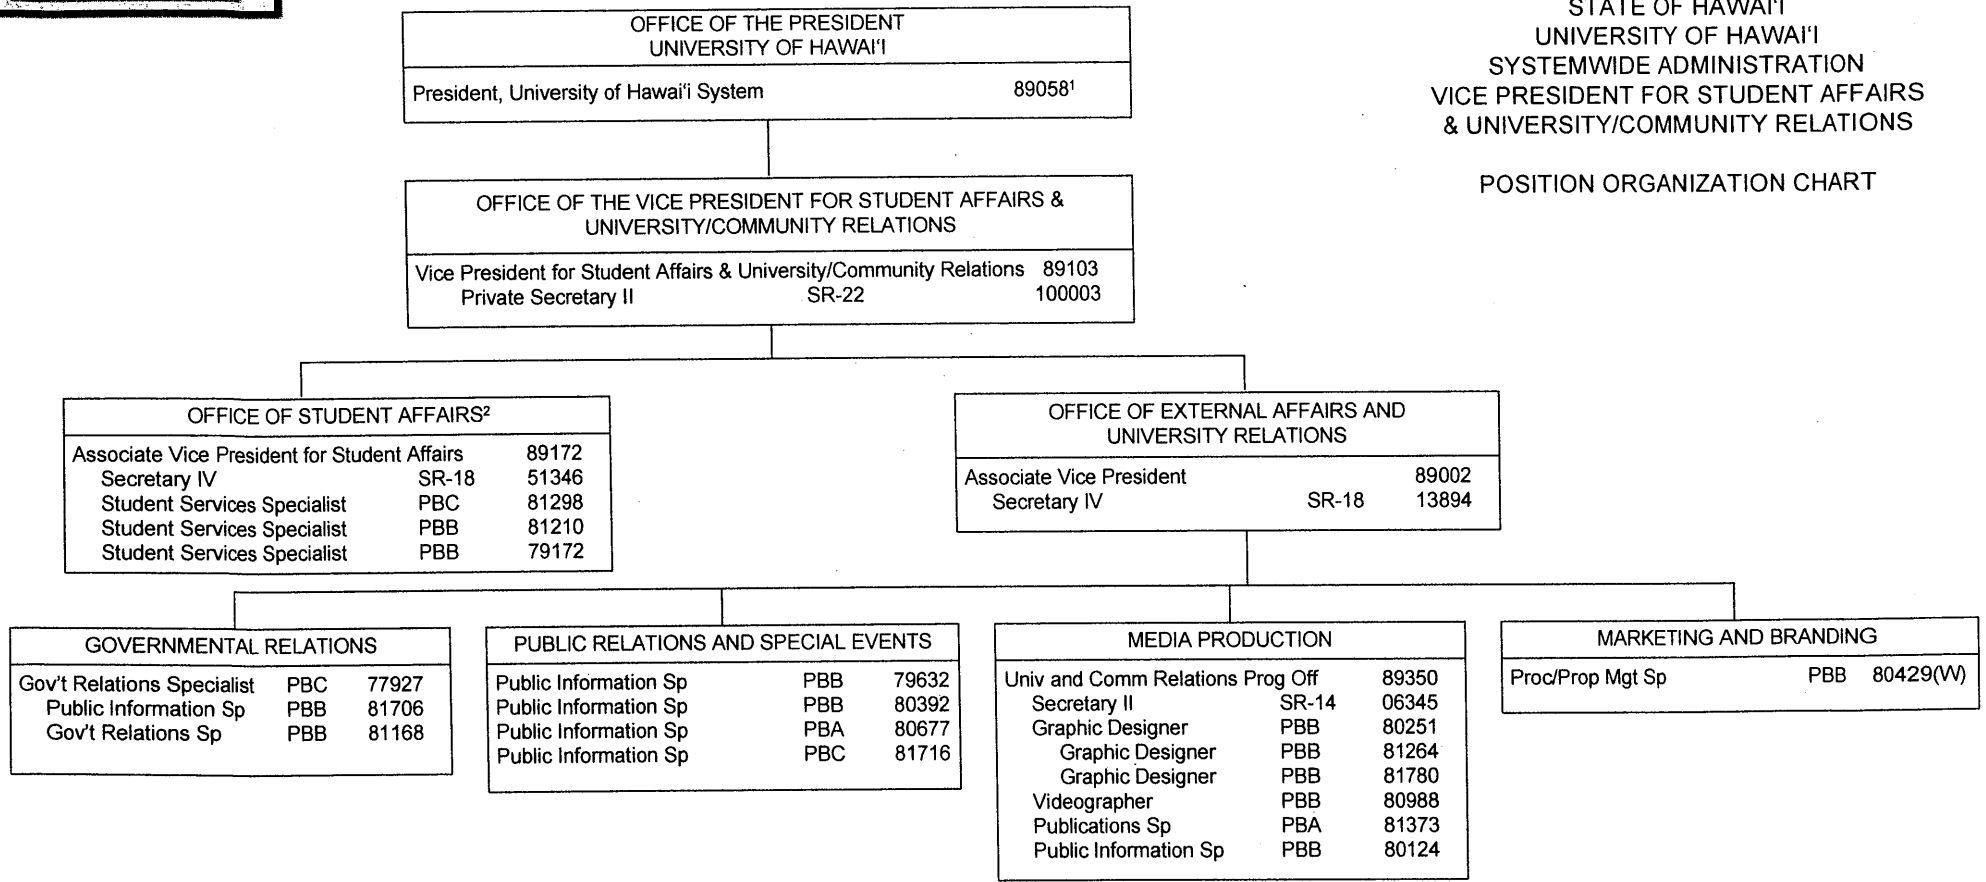 OFFICE OF THE PRESIDENT
UNIVERSITY OF HAWAI‘I
President, University of Hawai‘i System 89058¹
STATE OF HAWAI‘I
UNIVERSITY OF HAWAI‘I
SYSTEMWIDE ADMINISTRATION
VICE PRESIDENT FOR STUDENT AFFAIRS
& UNIVERSITY/COMMUNITY RELATIONS
POSITION ORGANIZATION CHART
OFFICE OF THE VICE PRESIDENT FOR STUDENT AFFAIRS &
UNIVERSITY/COMMUNITY RELATIONS
Vice President for Student Affairs & University/Community Relations 89103
Private Secretary II SR-22 100003
OFFICE OF STUDENT AFFAIRS²
Associate Vice President for Student Affairs 89172
Secretary IV SR-18 51346
Student Services Specialist PBC 81298
Student Services Specialist PBB 81210
Student Services Specialist PBB 79172
OFFICE OF EXTERNAL AFFAIRS AND
UNIVERSITY RELATIONS
Associate Vice President 89002
Secretary IV SR-18 13894
GOVERNMENTAL RELATIONS
Gov't Relations Specialist PBC 77927
Public Information Sp PBB 81706
Gov't Relations Sp PBB 81168
PUBLIC RELATIONS AND SPECIAL EVENTS
Public Information Sp PBB 79632
Public Information Sp PBB 80392
Public Information Sp PBA 80677
Public Information Sp PBC 81716
MEDIA PRODUCTION
Univ and Comm Relations Prog Off 89350
Secretary II SR-14 06345
Graphic Designer PBB 80251
Graphic Designer PBB 81264
Graphic Designer PBB 81780
Videographer PBB 80988
Publications Sp PBA 81373
Public Information Sp PBB 80124
MARKETING AND BRANDING
Proc/Prop Mgt Sp PBB 80429(W)